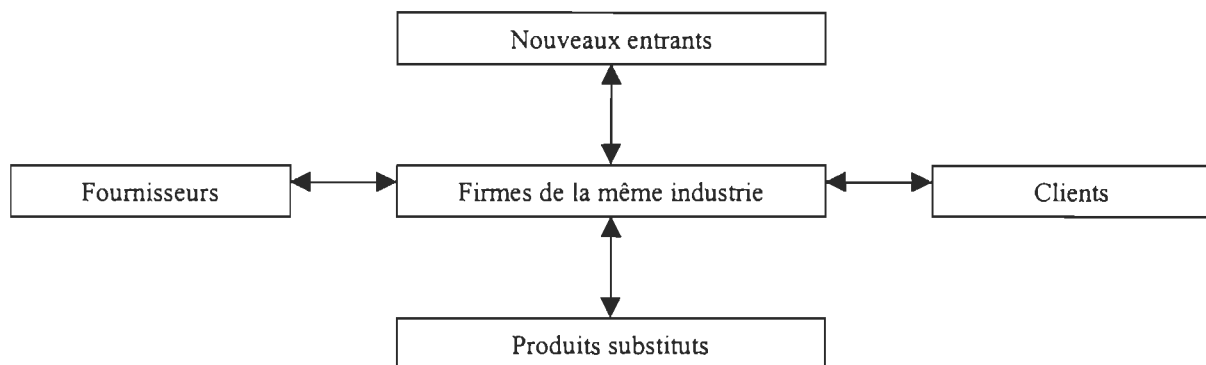 Nouveaux entrants
Fournisseurs
Firmes de la même industrie
Clients
Produits substituts